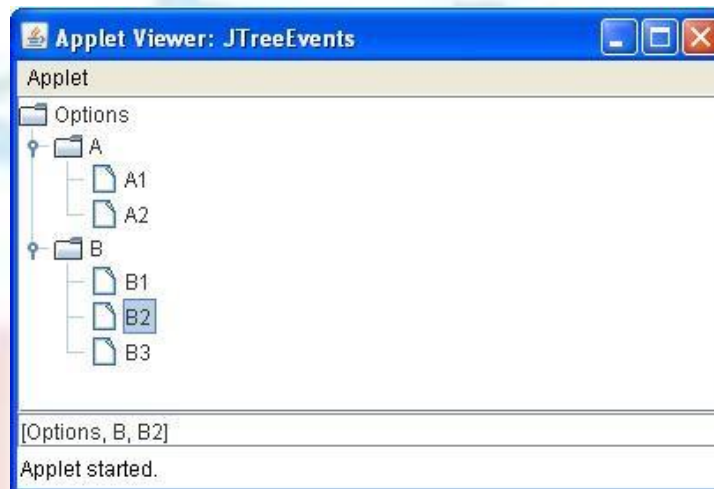 Applet Viewer: JTreeEvents
Applet
Options
A
A1
A2
B
B1
B2
B3
[Options, B, B2]
Applet started.